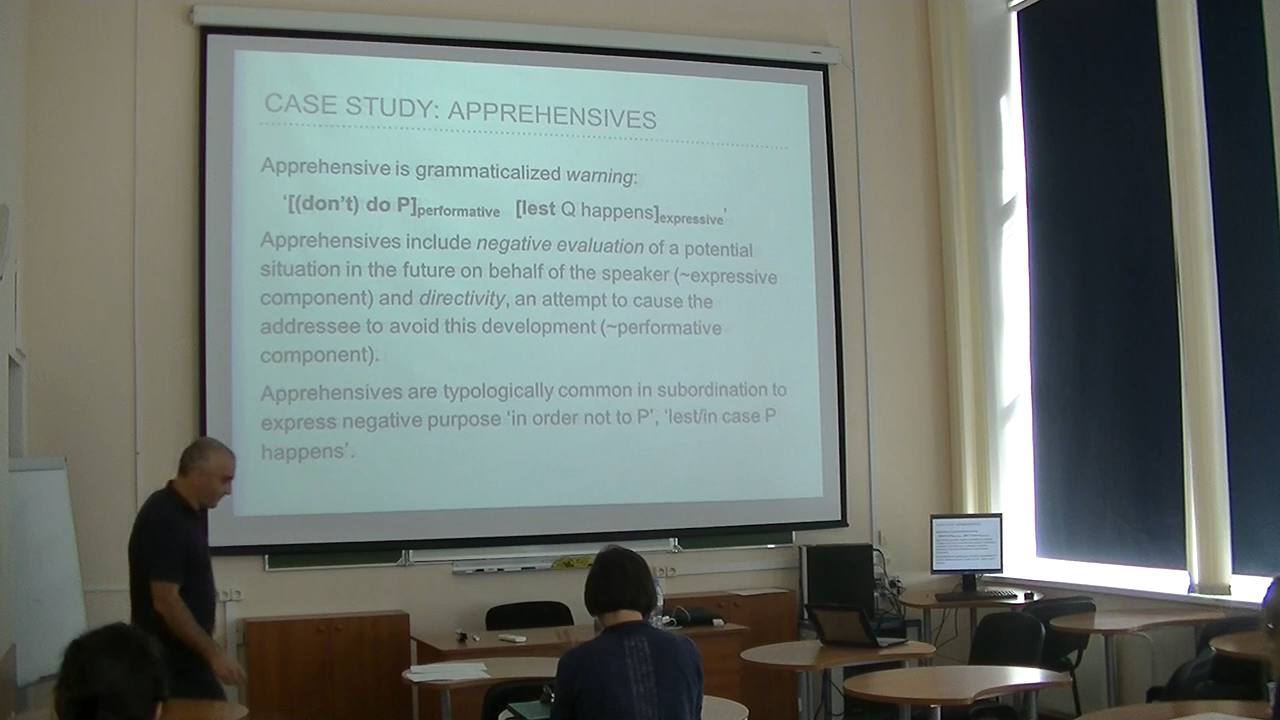 CASE STUDY: APPREHENSIVES
Apprehensive is grammaticalized warning:
‘[(don’t) do P]performative [lest Q happens]expressive’
Apprehensives include negative evaluation of a potential
situation in the future on behalf of the speaker (~expressive
component) and directivity, an attempt to cause the
addressee to avoid this development (~performative
component).
Apprehensives are typologically common in subordination to
express negative purpose ‘in order not to P’, ‘lest/in case P
happens’.